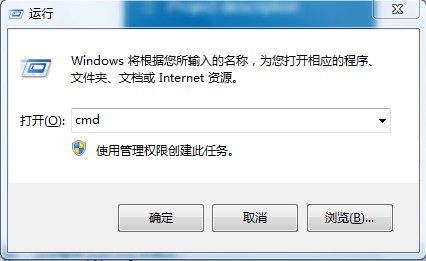 Project description
运行
Windows 将根据您所输入的名称，为您打开相应的程序、
文件夹、文档或 Internet 资源。
打开(O): cmd
使用管理权限创建此任务。
确定 取消 浏览(B)...